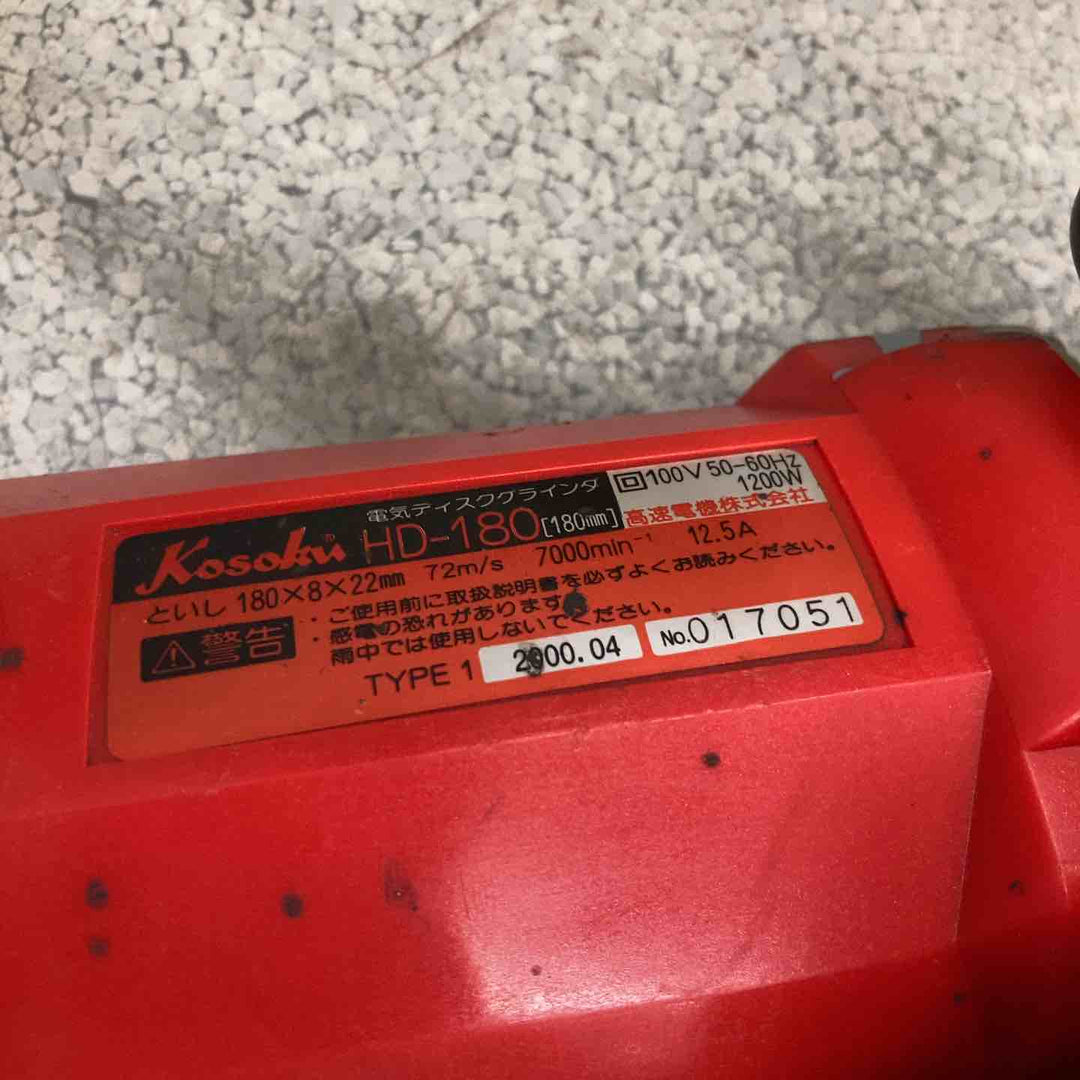 電気ディスクグラインダ
回100V 50-60Hz
1200W
Kosoku HD-180 [180mm] 高速電機株式会社
といし 180×8×22mm 72m/s 7000min⁻¹ 12.5A
警告
・ご使用前に取扱説明書を必ずよくお読みください。
・感電の恐れがあります。
雨中では使用しないでください。
TYPE 1 2000.04 No.017051